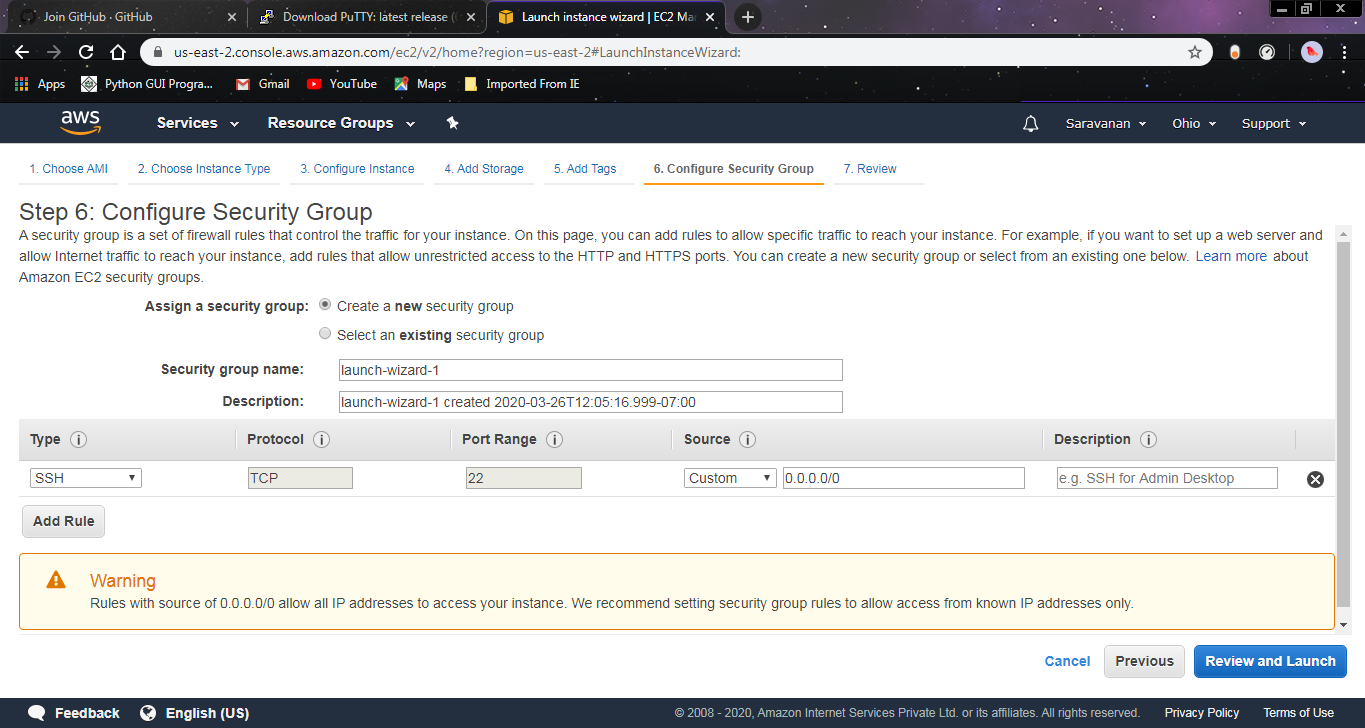 Join GitHub · GitHub
Download PuTTY: latest release (
Launch instance wizard | EC2 Ma
us-east-2.console.aws.amazon.com/ec2/v2/home?region=us-east-2#LaunchInstanceWizard:
Apps Python GUI Progra... Gmail YouTube Maps Imported From IE
aws Services Resource Groups Saravanan Ohio Support
1. Choose AMI 2. Choose Instance Type 3. Configure Instance 4. Add Storage 5. Add Tags 6. Configure Security Group 7. Review
Step 6: Configure Security Group
A security group is a set of firewall rules that control the traffic for your instance. On this page, you can add rules to allow specific traffic to reach your instance. For example, if you want to set up a web server and
allow Internet traffic to reach your instance, add rules that allow unrestricted access to the HTTP and HTTPS ports. You can create a new security group or select from an existing one below. Learn more about
Amazon EC2 security groups.
Assign a security group: Create a new security group
Select an existing security group
Security group name: launch-wizard-1
Description: launch-wizard-1 created 2020-03-26T12:05:16.999-07:00
Type i Protocol i Port Range i Source i Description i
SSH TCP 22 Custom 0.0.0.0/0 e.g. SSH for Admin Desktop
Add Rule
Warning
Rules with source of 0.0.0.0/0 allow all IP addresses to access your instance. We recommend setting security group rules to allow access from known IP addresses only.
Cancel Previous Review and Launch
Feedback English (US) © 2008 - 2020, Amazon Internet Services Private Ltd. or its affiliates. All rights reserved. Privacy Policy Terms of Use